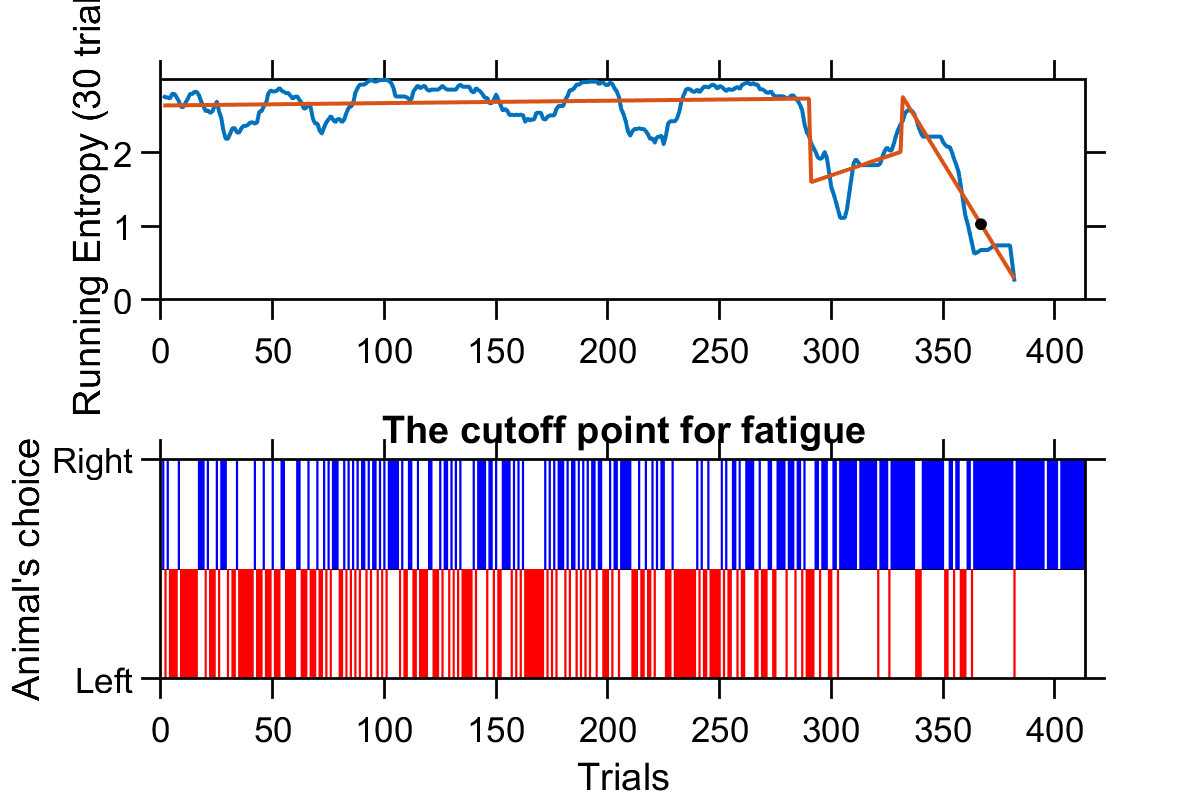 Running Entropy (30 trial
2
1
0
0 50 100 150 200 250 300 350 400
The cutoff point for fatigue
Animal's choice
Right
Left
0 50 100 150 200 250 300 350 400
Trials